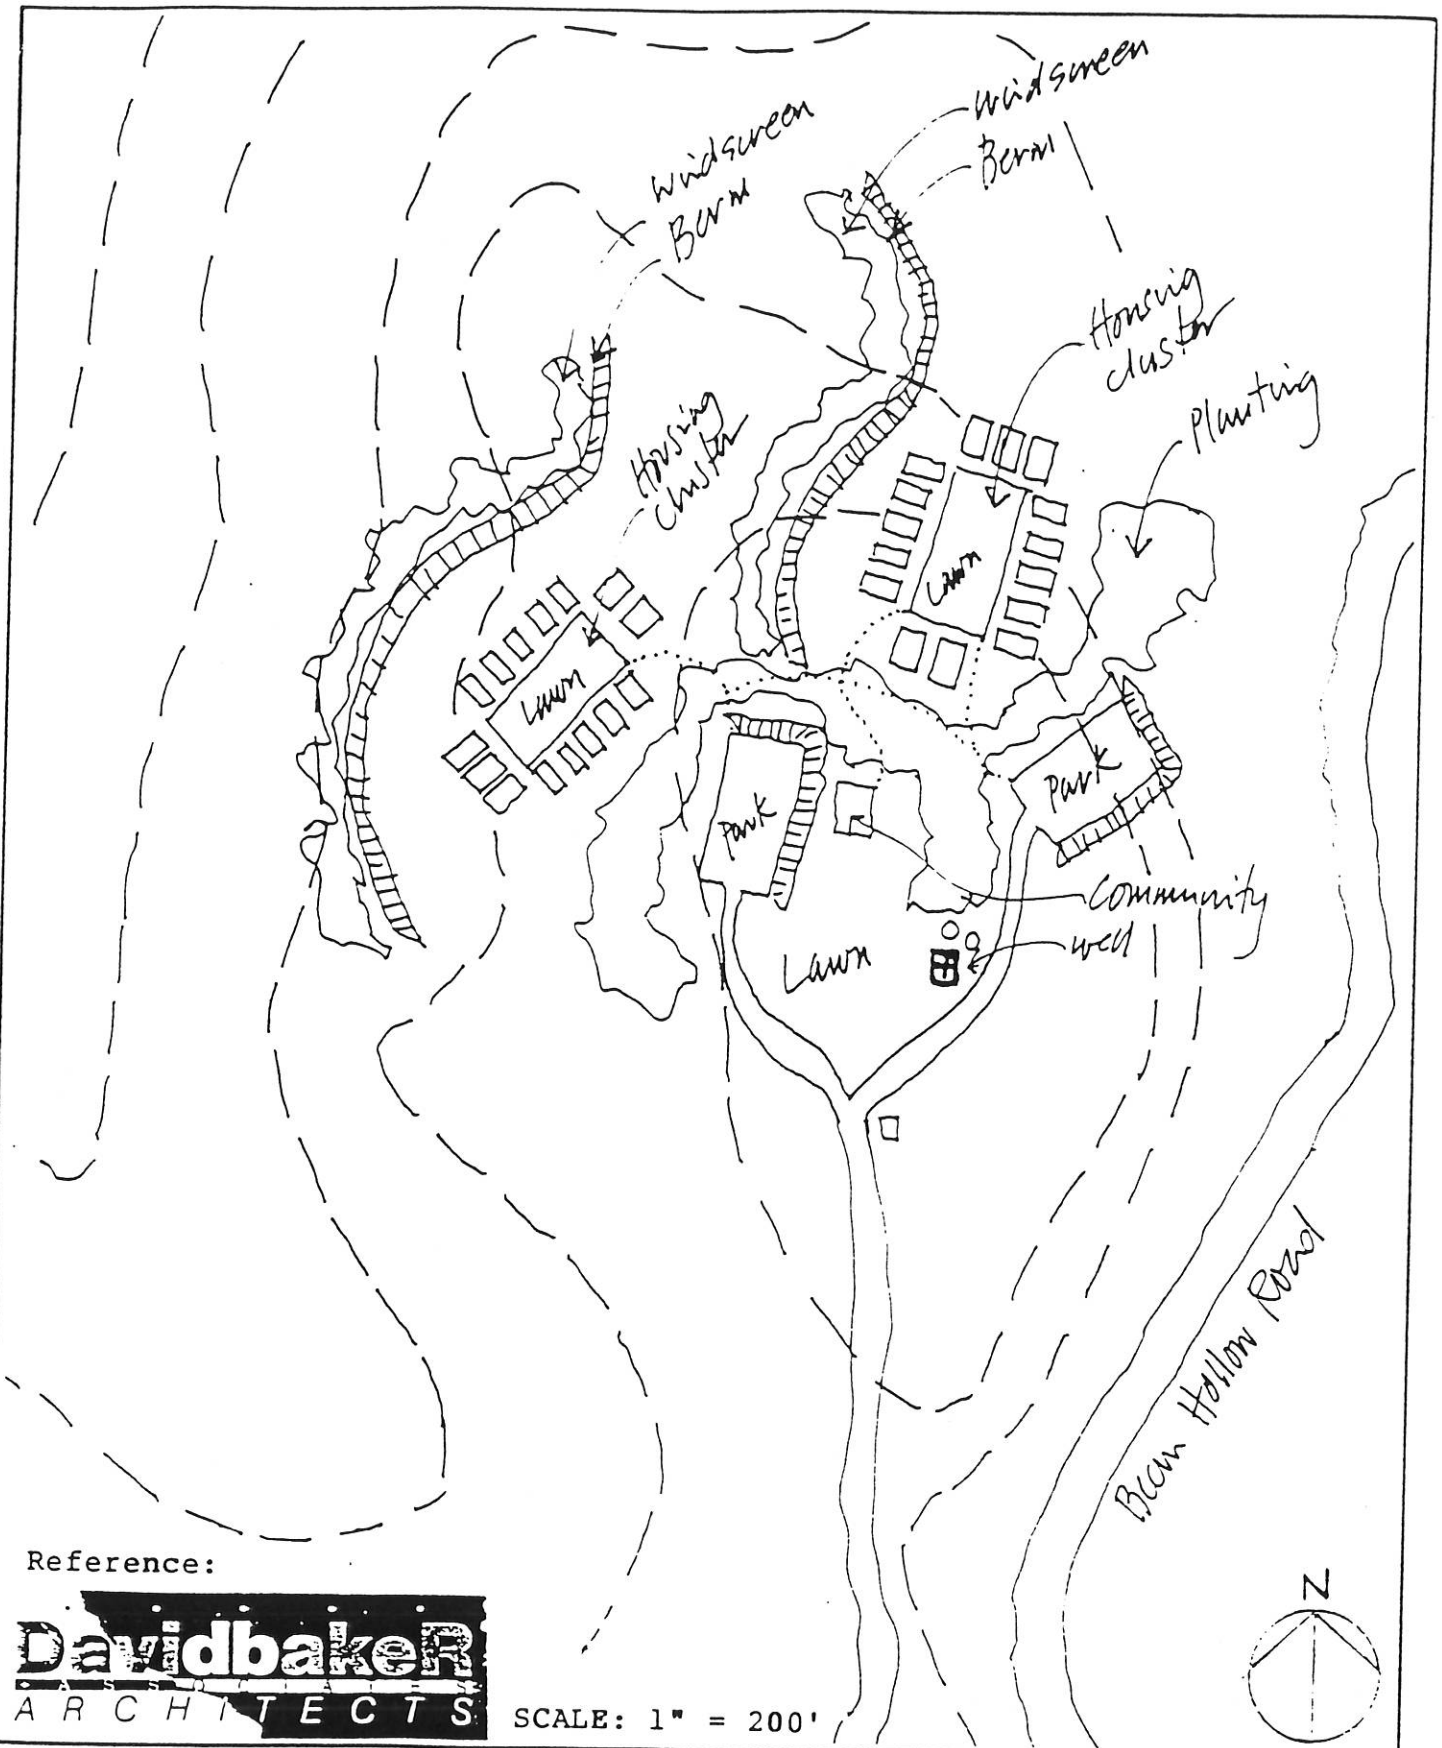 windscreen
Berm
windscreen
Berm
Housing
cluster
Planting
Housing
cluster
Lawn
Lawn
Park
Park
Community
well
Lawn
Bean Hollow Road
Reference:
DavidbakeR
ASSOCIATES
ARCHITECTS
SCALE: 1" = 200'
N